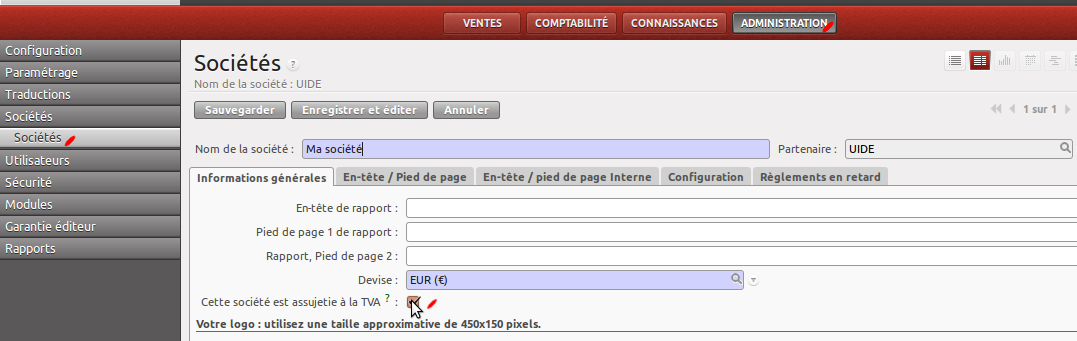 VENTES COMPTABILITÉ CONNAISSANCES ADMINISTRATION
Configuration
Paramétrage
Traductions
Sociétés
Sociétés
Utilisateurs
Sécurité
Modules
Garantie éditeur
Rapports
Sociétés ?
Nom de la société : UIDE
Sauvegarder Enregistrer et éditer Annuler
1 sur 1
Nom de la société : Ma société Partenaire : UIDE
Informations générales En-tête / Pied de page En-tête / pied de page Interne Configuration Règlements en retard
En-tête de rapport :
Pied de page 1 de rapport :
Rapport, Pied de page 2 :
Devise : EUR (€)
Cette société est assujetie à la TVA ? :
Votre logo : utilisez une taille approximative de 450x150 pixels.